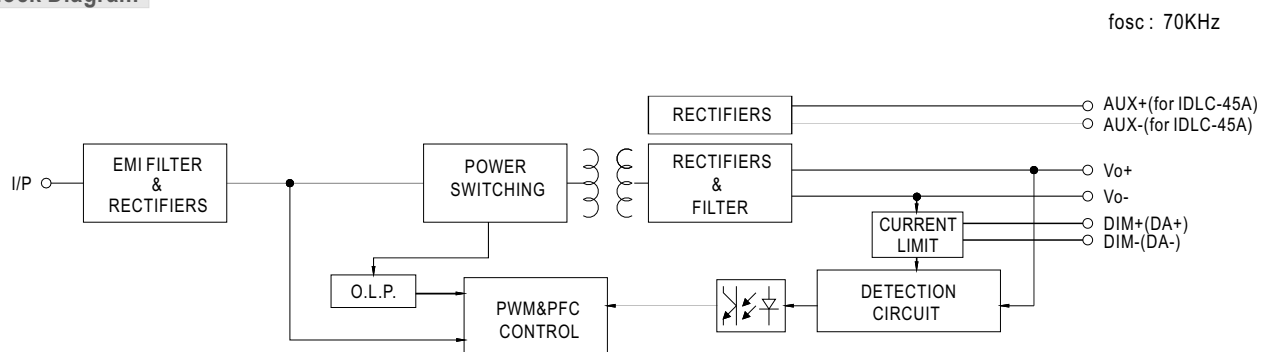 Diagram
fosc : 70KHz
RECTIFIERS
AUX+(for IDLC-45A)
AUX-(for IDLC-45A)
I/P
EMI FILTER
&
RECTIFIERS
POWER
SWITCHING
RECTIFIERS
&
FILTER
Vo+
Vo-
CURRENT
LIMIT
DIM+(DA+)
DIM-(DA-)
O.L.P.
PWM&PFC
CONTROL
DETECTION
CIRCUIT